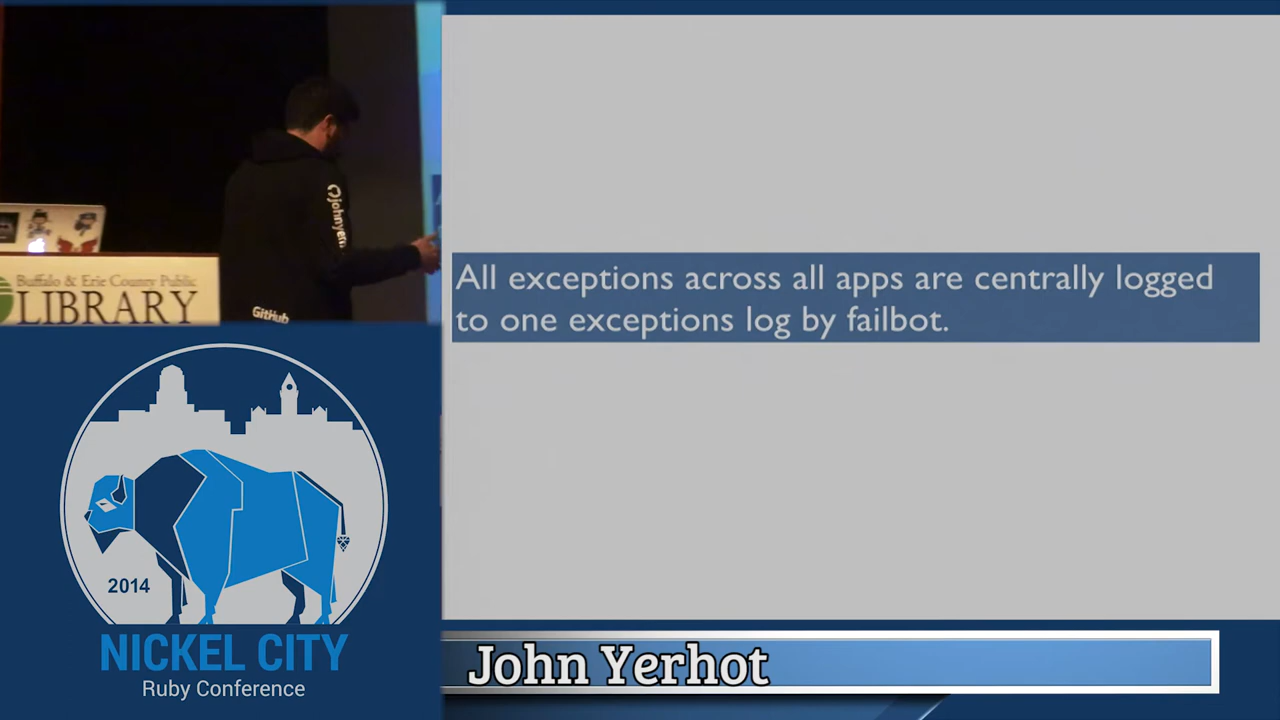 johnyerh
GitHub
Buffalo & Erie County Public
LIBRARY
All exceptions across all apps are centrally logged
to one exceptions log by failbot.
2014
NICKEL CITY
Ruby Conference
John Yerhot